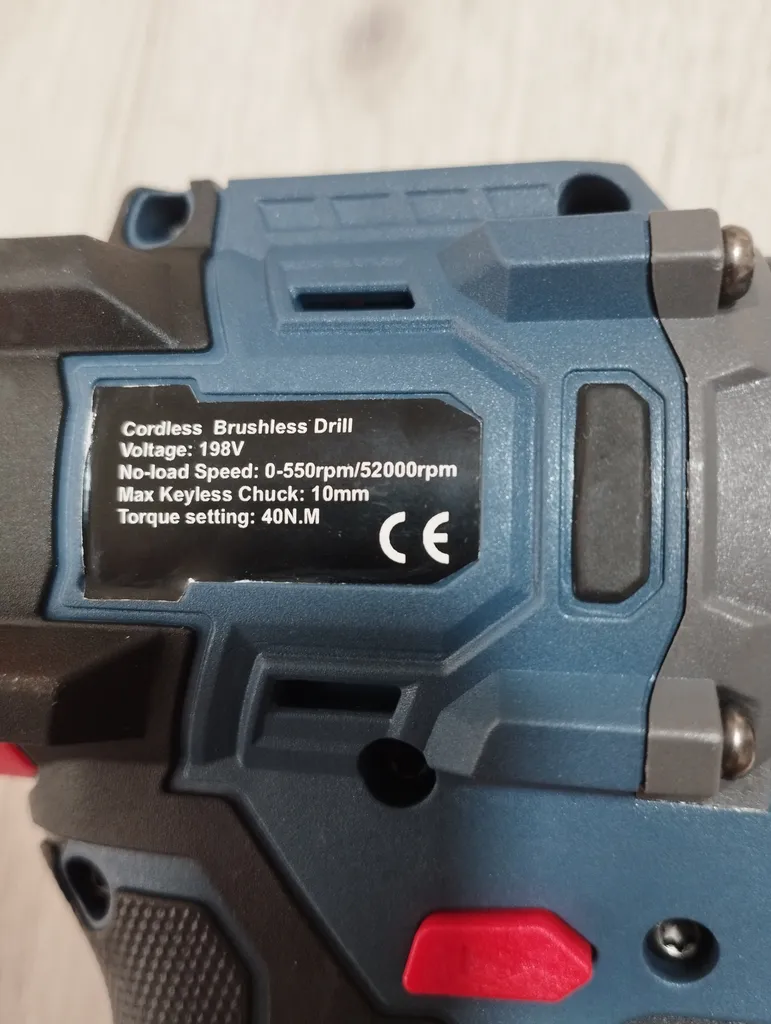 Cordless Brushless Drill
Voltage: 198V
No-load Speed: 0-550rpm/52000rpm
Max Keyless Chuck: 10mm
Torque setting: 40N.M
CE